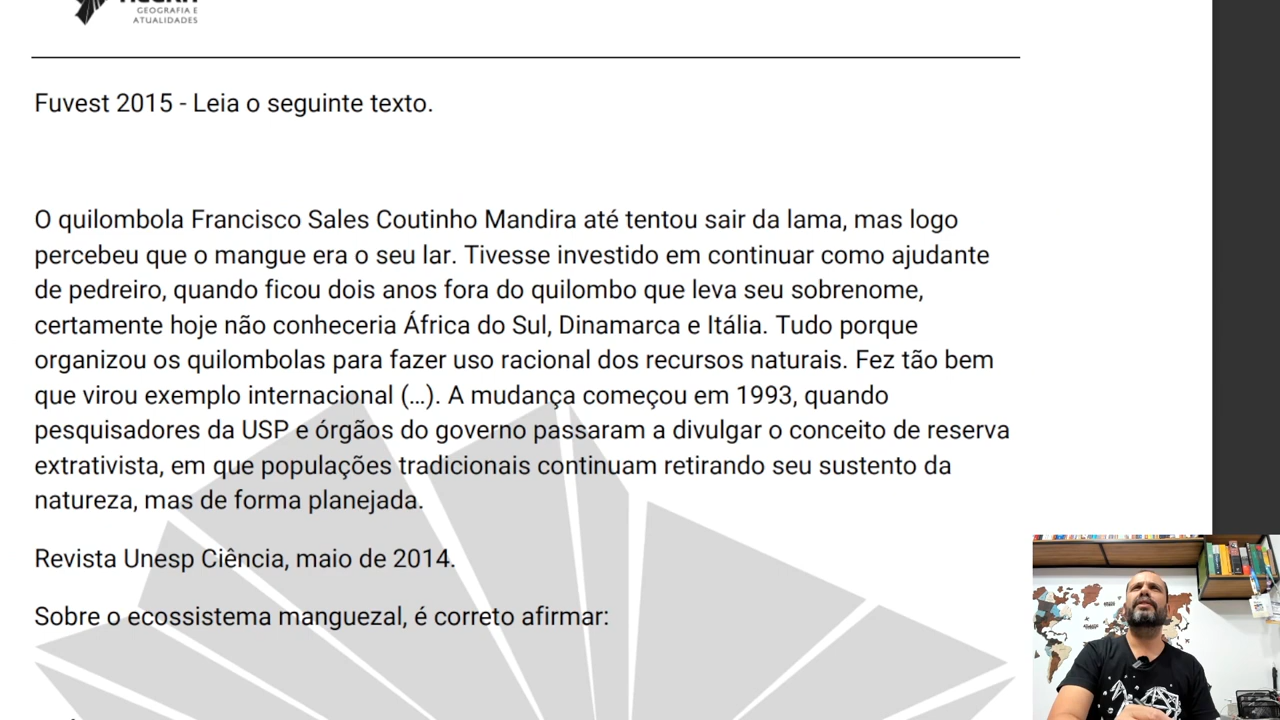 GEOGRAFIA E
ATUALIDADES
Fuvest 2015 - Leia o seguinte texto.
O quilombola Francisco Sales Coutinho Mandira até tentou sair da lama, mas logo
percebeu que o mangue era o seu lar. Tivesse investido em continuar como ajudante
de pedreiro, quando ficou dois anos fora do quilombo que leva seu sobrenome,
certamente hoje não conheceria África do Sul, Dinamarca e Itália. Tudo porque
organizou os quilombolas para fazer uso racional dos recursos naturais. Fez tão bem
que virou exemplo internacional (…). A mudança começou em 1993, quando
pesquisadores da USP e órgãos do governo passaram a divulgar o conceito de reserva
extrativista, em que populações tradicionais continuam retirando seu sustento da
natureza, mas de forma planejada.
Revista Unesp Ciência, maio de 2014.
Sobre o ecossistema manguezal, é correto afirmar: